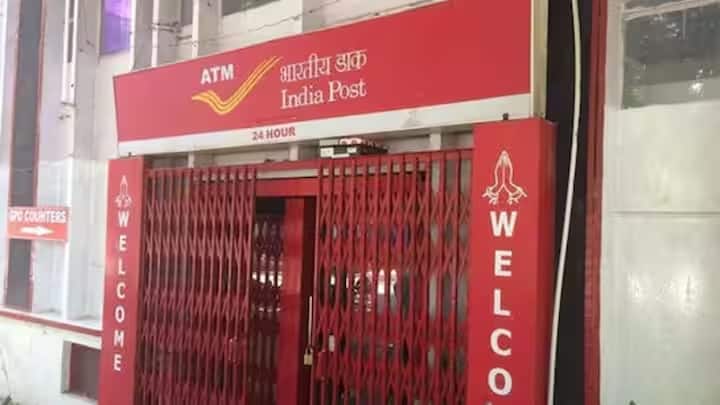 ATM
भारतीय डाक
India Post
24 HOUR
GPO COUNTERS
WELCOME
WELCO